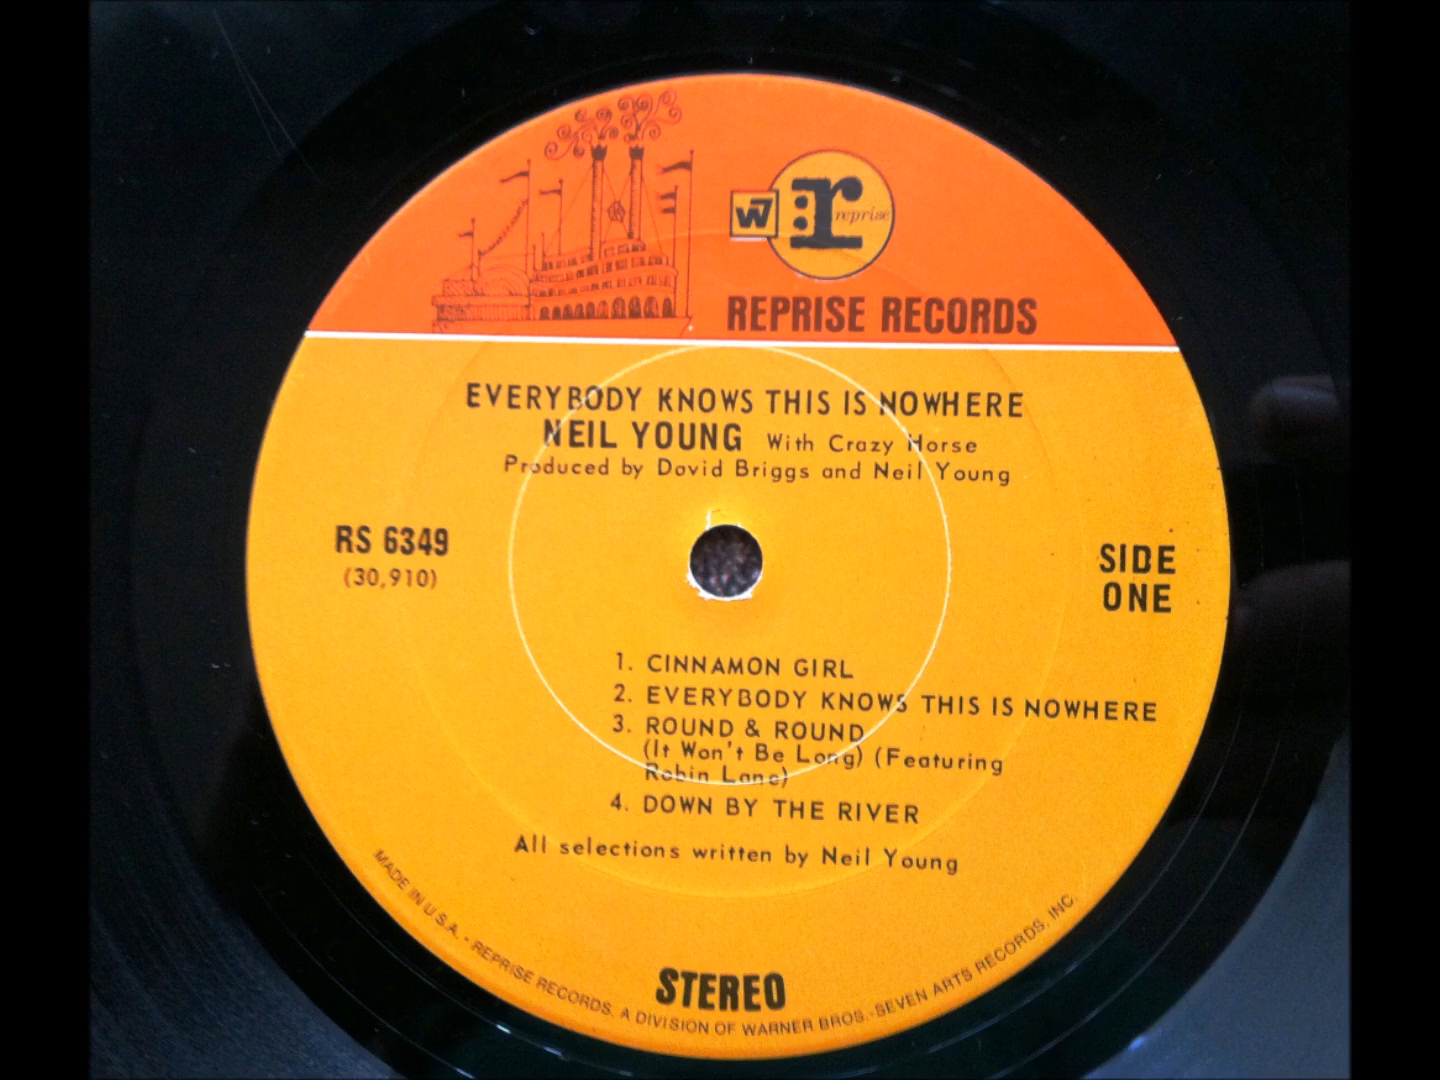 W7 r reprise
REPRISE RECORDS
EVERYBODY KNOWS THIS IS NOWHERE
NEIL YOUNG With Crazy Horse
Produced by David Briggs and Neil Young
RS 6349
(30,910)
SIDE
ONE
1. CINNAMON GIRL
2. EVERYBODY KNOWS THIS IS NOWHERE
3. ROUND & ROUND
(It Won't Be Long) (Featuring
Robin Lane)
4. DOWN BY THE RIVER
All selections written by Neil Young
STEREO
MADE IN U.S.A. - REPRISE RECORDS, A DIVISION OF WARNER BROS.-SEVEN ARTS RECORDS, INC.